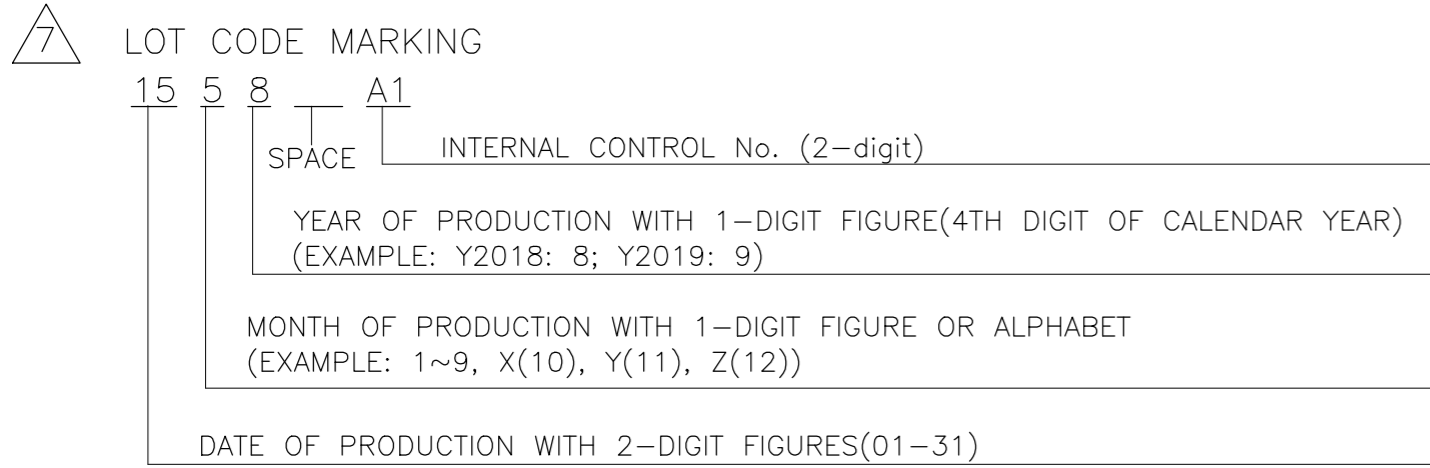 7 LOT CODE MARKING
15 5 8 __ A1
SPACE INTERNAL CONTROL No. (2-digit)
YEAR OF PRODUCTION WITH 1-DIGIT FIGURE(4TH DIGIT OF CALENDAR YEAR)
(EXAMPLE: Y2018: 8; Y2019: 9)
MONTH OF PRODUCTION WITH 1-DIGIT FIGURE OR ALPHABET
(EXAMPLE: 1~9, X(10), Y(11), Z(12))
DATE OF PRODUCTION WITH 2-DIGIT FIGURES(01-31)